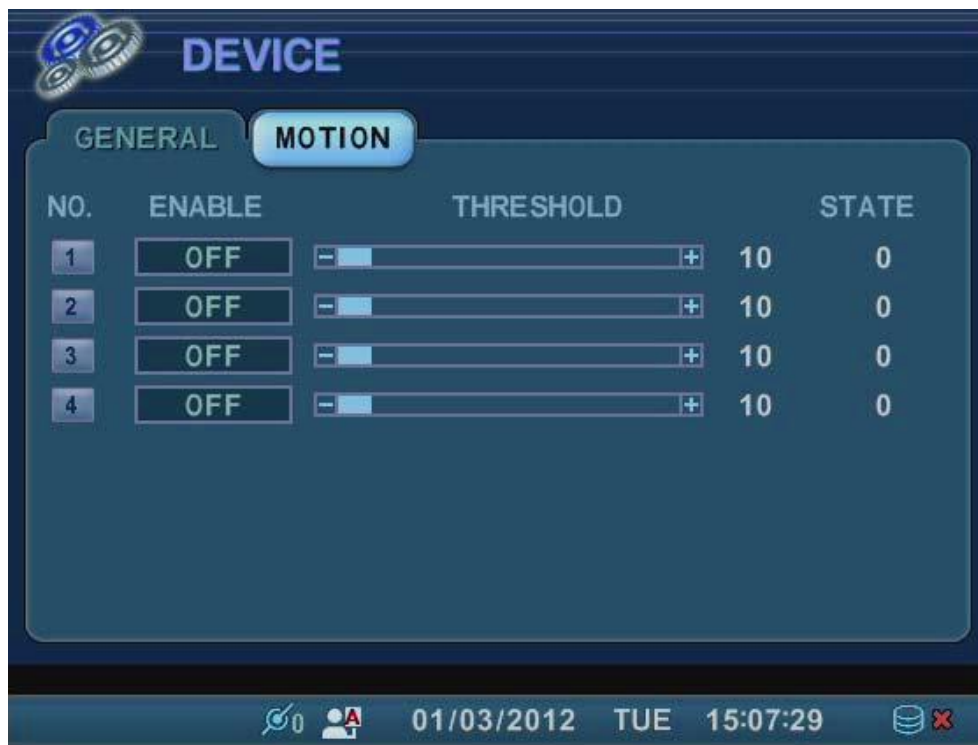 DEVICE
GENERAL MOTION
NO. ENABLE THRESHOLD STATE
1 OFF - + 10 0
2 OFF - + 10 0
3 OFF - + 10 0
4 OFF - + 10 0
0 A 01/03/2012 TUE 15:07:29